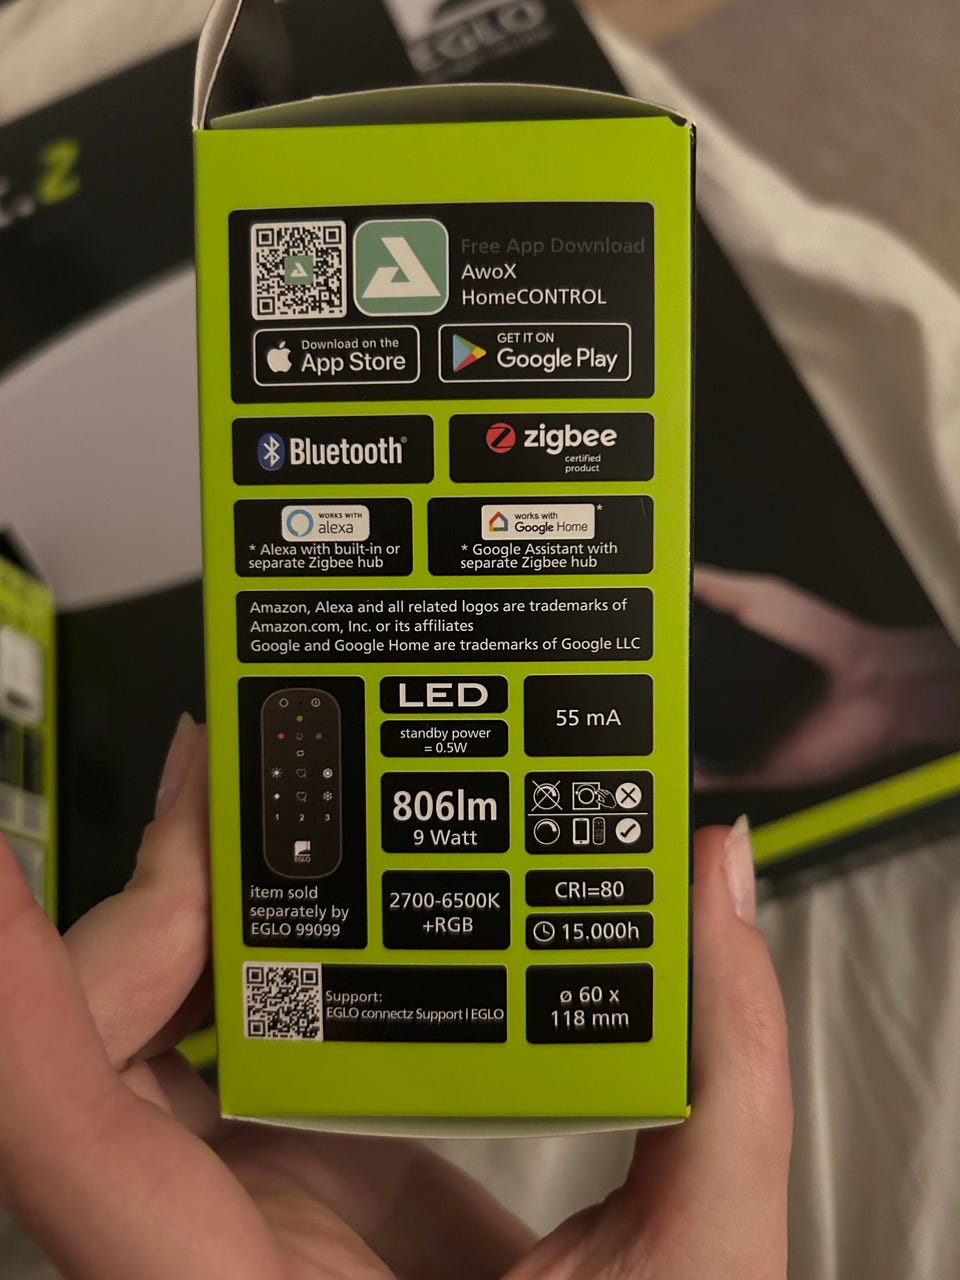 EGLO
.Z
Free App Download
AwoX
HomeCONTROL
Download on the
App Store
GET IT ON
Google Play
Bluetooth®
zigbee
certified
product
WORKS WITH
alexa
* Alexa with built-in or
separate Zigbee hub
works with
Google Home *
* Google Assistant with
separate Zigbee hub
Amazon, Alexa and all related logos are trademarks of
Amazon.com, Inc. or its affiliates
Google and Google Home are trademarks of Google LLC
1 2 3
EGLO
item sold
separately by
EGLO 99099
LED
standby power
= 0.5W
55 mA
806lm
9 Watt
2700-6500K
+RGB
CRI=80
15.000h
Support:
EGLO connectz Support | EGLO
ø 60 x
118 mm